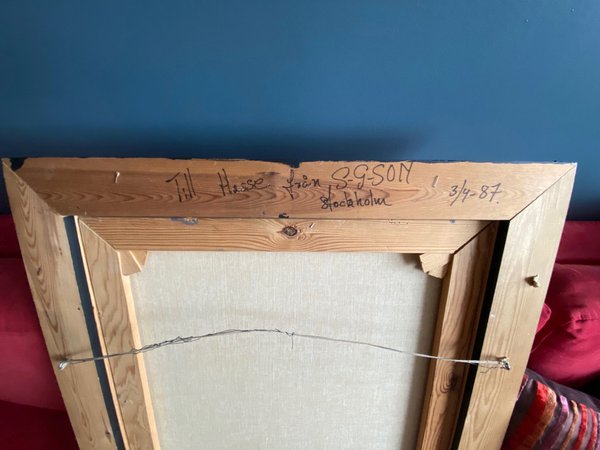 Till Hasse från S-G-SON
Stockholm
3/4-87.